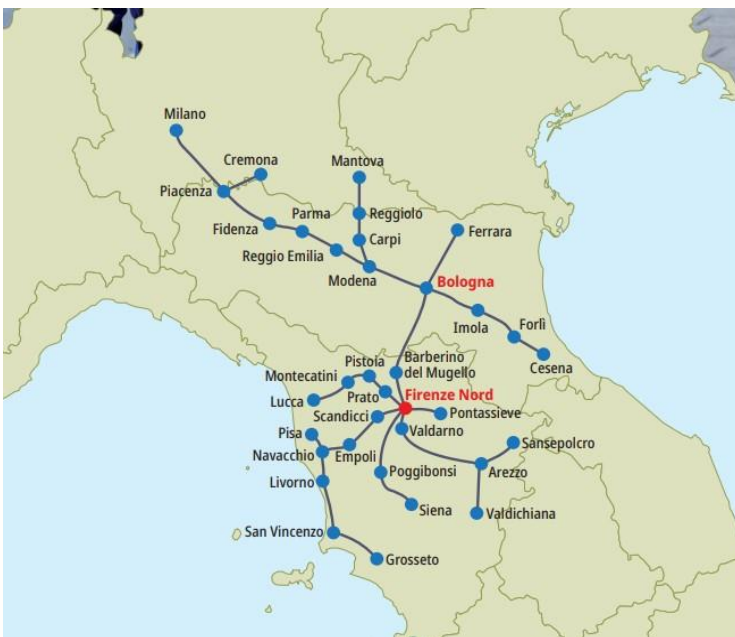 Milano
Cremona
Mantova
Piacenza
Reggiolo
Fidenza
Parma
Carpi
Ferrara
Reggio Emilia
Modena
Bologna
Imola
Forlì
Cesena
Pistoia
Barberino
del Mugello
Montecatini
Prato
Firenze Nord
Lucca
Scandicci
Pontassieve
Pisa
Valdarno
Sansepolcro
Navacchio
Empoli
Poggibonsi
Arezzo
Livorno
Siena
Valdichiana
San Vincenzo
Grosseto